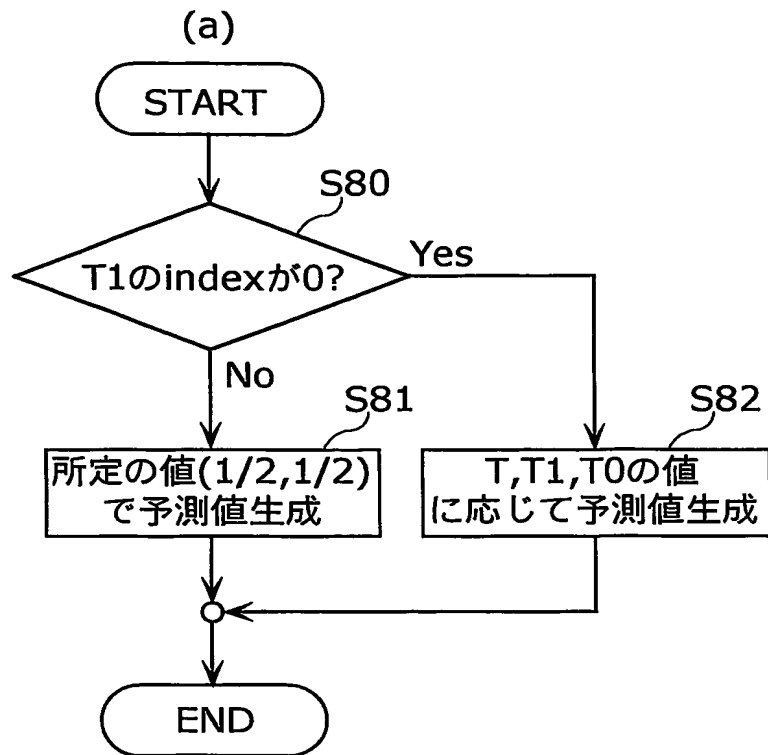 (a)
START
S80
T1のindexが0?
Yes
No
S81
所定の値(1/2,1/2)
で予測値生成
S82
T,T1,T0の値
に応じて予測値生成
END